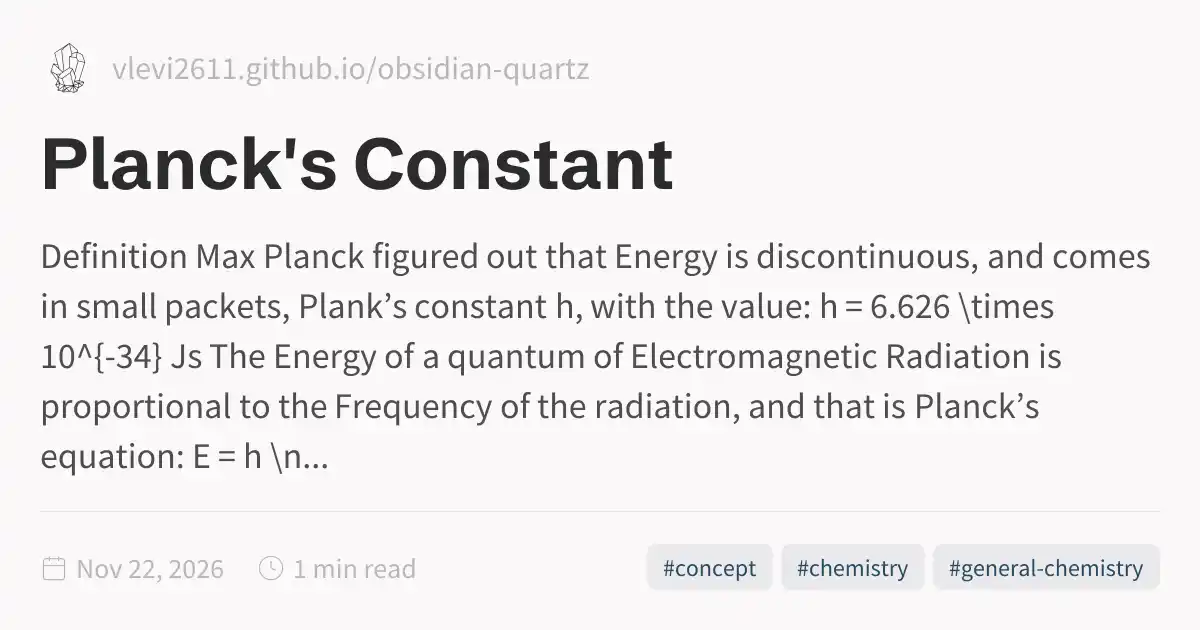 vlevi2611.github.io/obsidian-quartz
Planck's Constant
Definition Max Planck figured out that Energy is discontinuous, and comes
in small packets, Plank’s constant h, with the value: h = 6.626 \times
10^{-34} Js The Energy of a quantum of Electromagnetic Radiation is
proportional to the Frequency of the radiation, and that is Planck’s
equation: E = h \n...
Nov 22, 2026 1 min read #concept #chemistry #general-chemistry